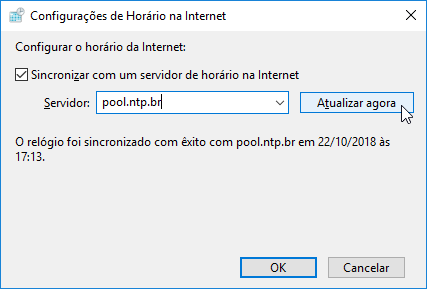 Configurações de Horário na Internet
Configurar o horário da Internet:
Sincronizar com um servidor de horário na Internet
Servidor: pool.ntp.br Atualizar agora
O relógio foi sincronizado com êxito com pool.ntp.br em 22/10/2018 às
17:13.
OK Cancelar